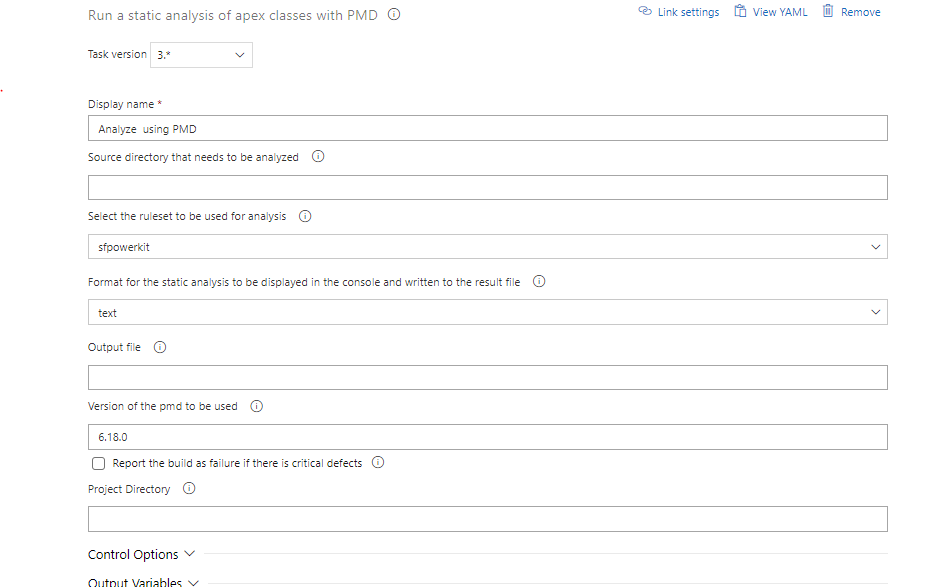 Run a static analysis of apex classes with PMD
Link settings
View YAML
Remove
Task version
3.*
Display name *
Analyze  using PMD
Source directory that needs to be analyzed
Select the ruleset to be used for analysis
sfpowerkit
Format for the static analysis to be displayed in the console and written to the result file
text
Output file
Version of the pmd to be used
6.18.0
Report the build as failure if there is critical defects
Project Directory
Control Options
Output Variables